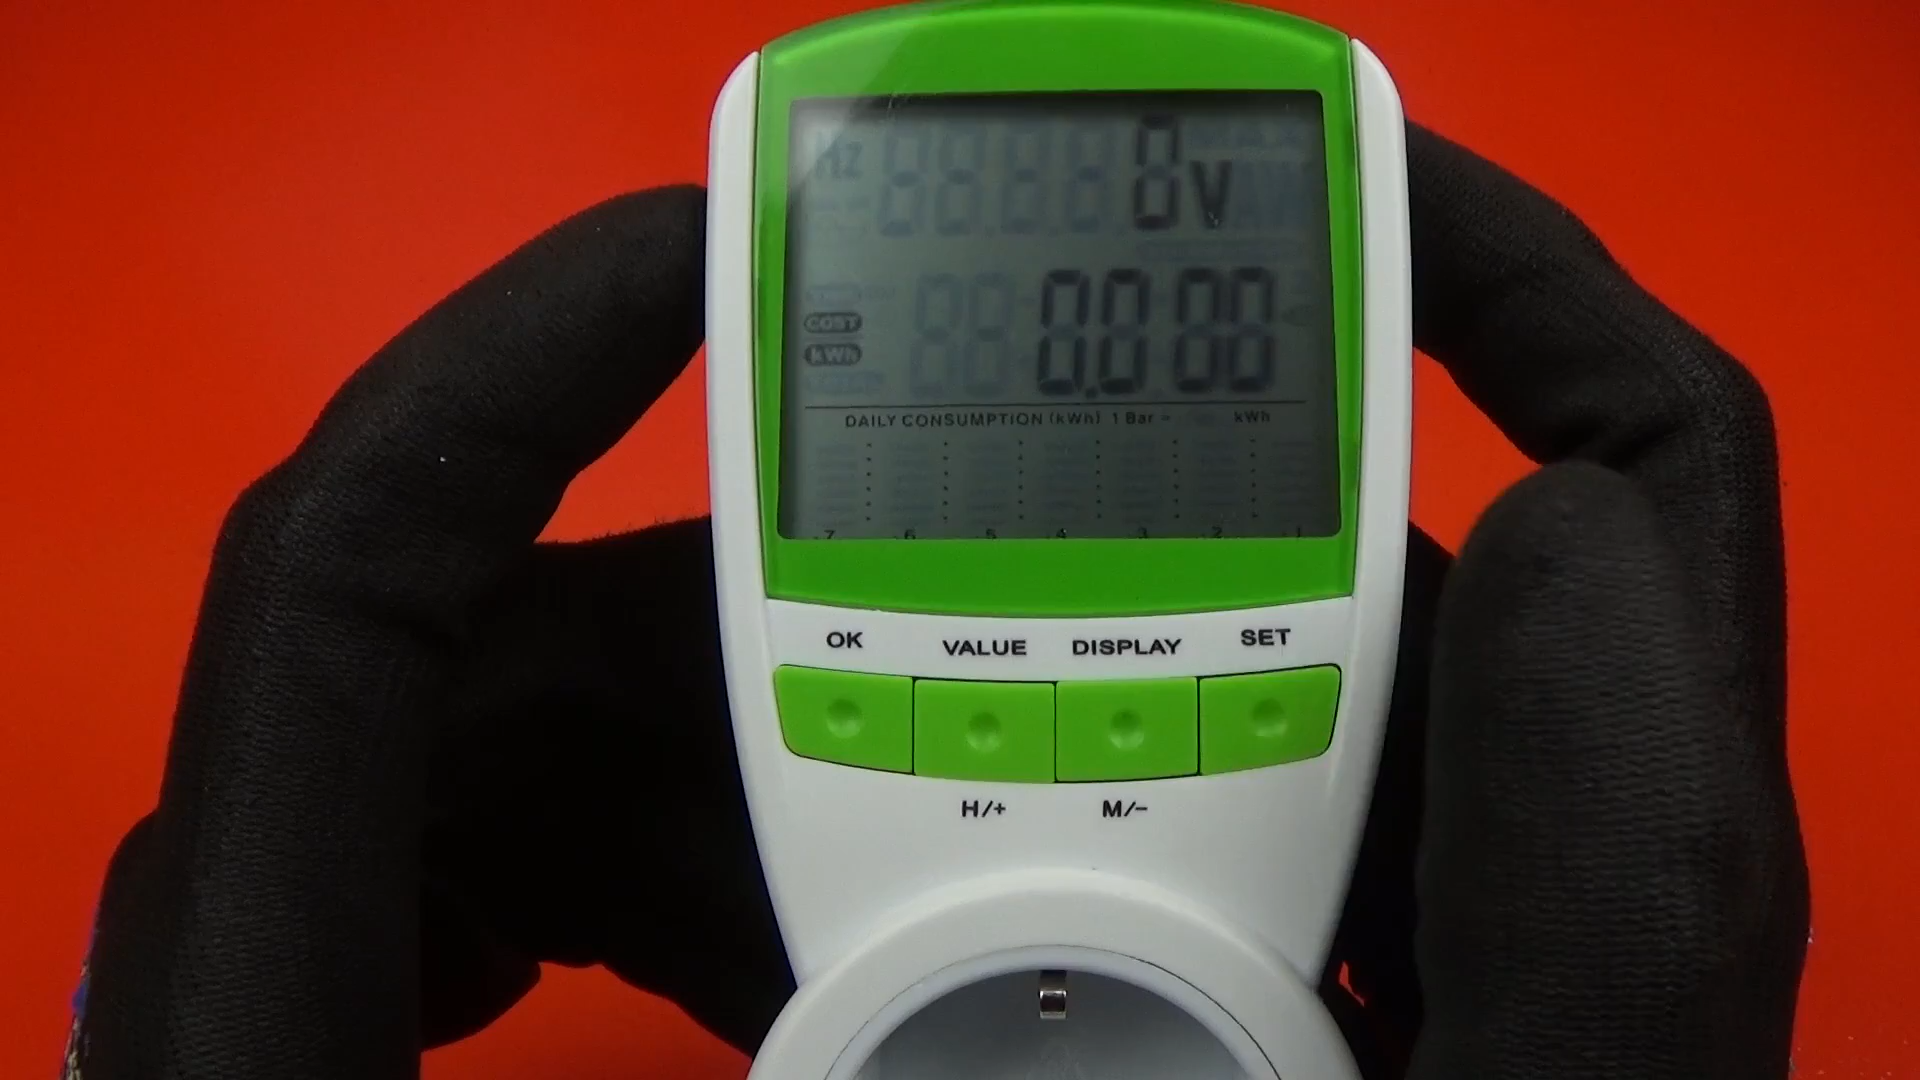 Hz 0V
COST 0.000
kWh
DAILY CONSUMPTION (kWh) 1 Bar = kWh
-7 -6 -5 -4 -3 -2 -1
OK VALUE DISPLAY SET
H/+ M/-